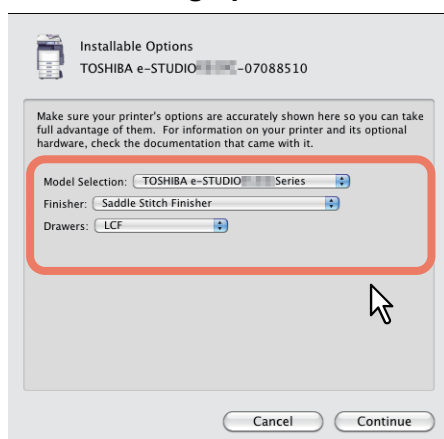 Installable Options
TOSHIBA e-STUDIO -07088510
Make sure your printer's options are accurately shown here so you can take
full advantage of them. For information on your printer and its optional
hardware, check the documentation that came with it.
Model Selection: TOSHIBA e-STUDIO Series
Finisher: Saddle Stitch Finisher
Drawers: LCF
Cancel Continue